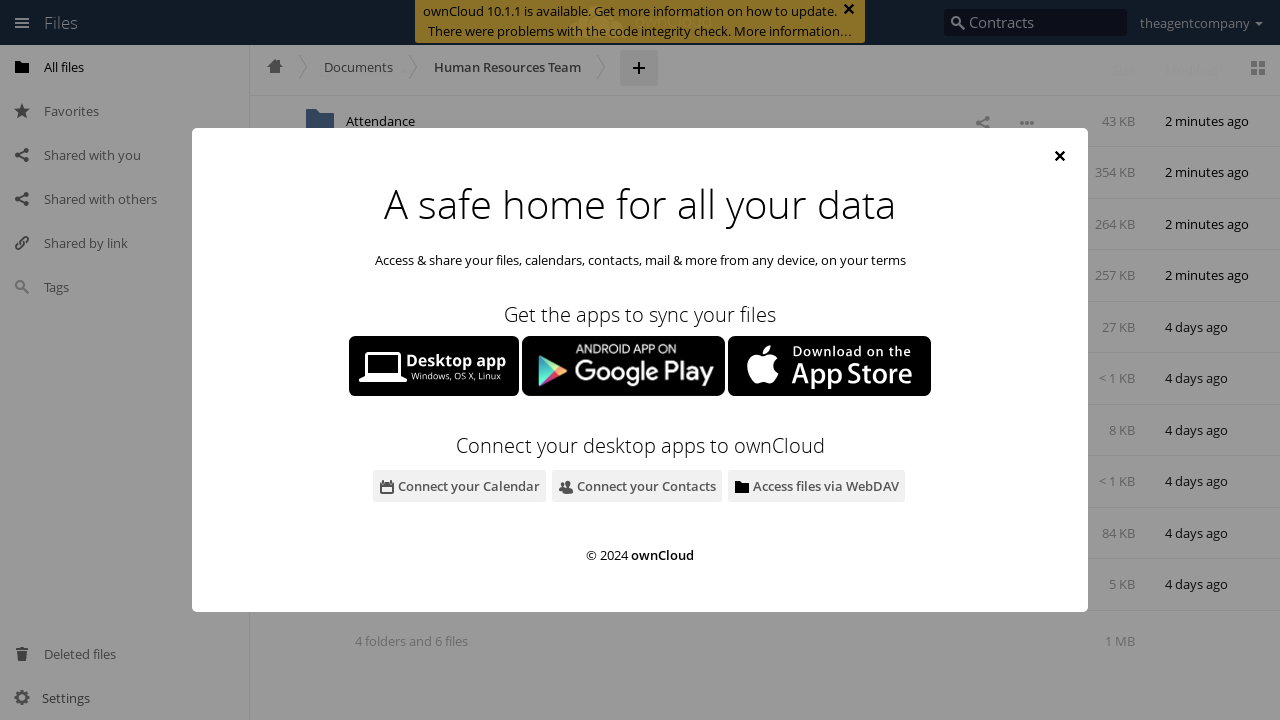 Files
ownCloud 10.1.1 is available. Get more information on how to update.
There were problems with the code integrity check. More information…
Contracts
theagentcompany
All files
Favorites
Shared with you
Shared with others
Shared by link
Tags
Deleted files
Settings
Documents
Human Resources Team
Attendance
43 KB 2 minutes ago
354 KB 2 minutes ago
264 KB 2 minutes ago
257 KB 2 minutes ago
27 KB 4 days ago
< 1 KB 4 days ago
8 KB 4 days ago
< 1 KB 4 days ago
84 KB 4 days ago
5 KB 4 days ago
4 folders and 6 files 1 MB
A safe home for all your data
Access & share your files, calendars, contacts, mail & more from any device, on your terms
Get the apps to sync your files
Desktop app
Windows, OS X, Linux
ANDROID APP ON
Google Play
Download on the
App Store
Connect your desktop apps to ownCloud
Connect your Calendar
Connect your Contacts
Access files via WebDAV
© 2024 ownCloud